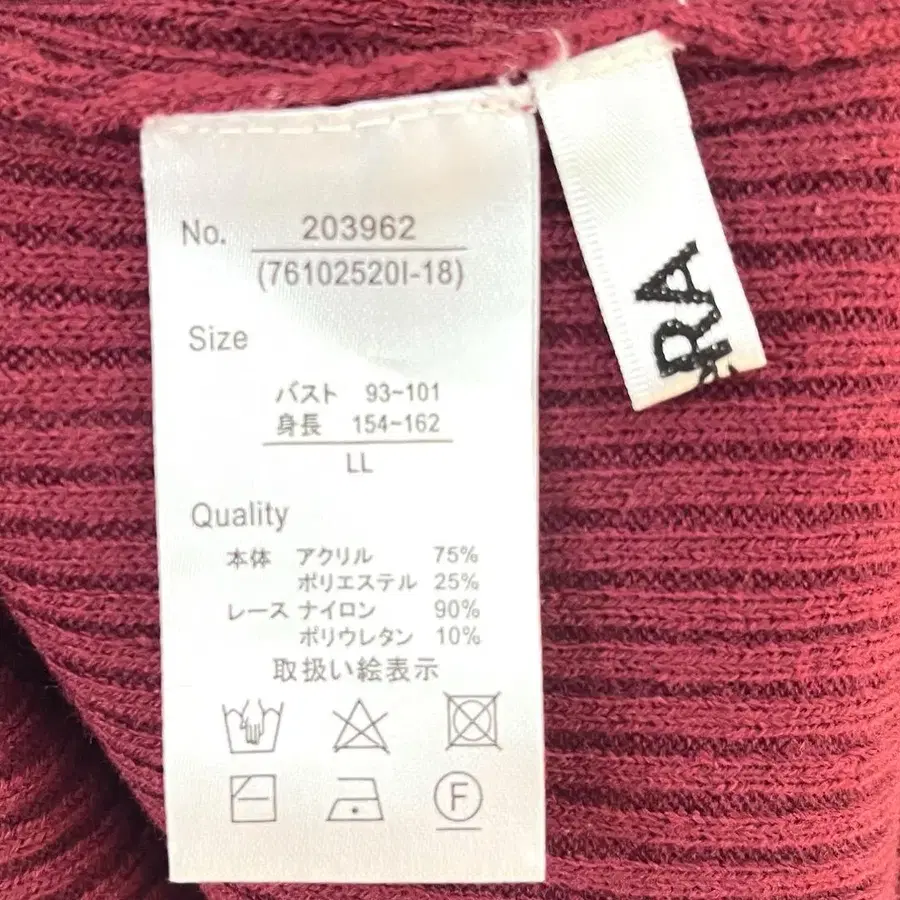 No. 203962
(76102520I-18)
Size
バスト 93~101
身長 154~162
LL
Quality
本体 アクリル 75%
ポリエステル 25%
レース ナイロン 90%
ポリウレタン 10%
取扱い絵表示
F
RA